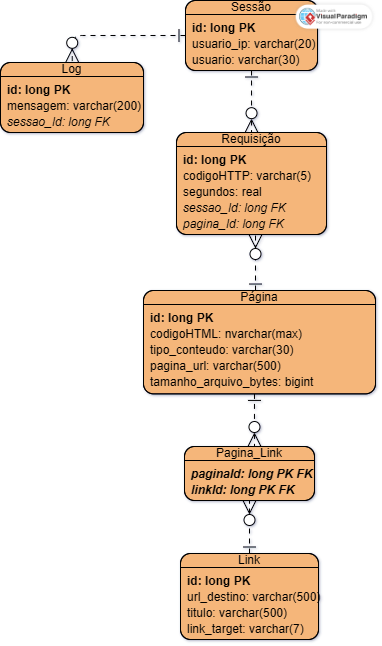 Sessão
Made with
VisualParadigm
For non-commercial use
id: long PK
usuario_ip: varchar(20)
usuario: varchar(30)
Log
id: long PK
mensagem: varchar(200)
sessao_Id: long FK
Requisição
id: long PK
codigoHTTP: varchar(5)
segundos: real
sessao_Id: long FK
pagina_Id: long FK
Página
id: long PK
codigoHTML: nvarchar(max)
tipo_conteudo: varchar(30)
pagina_url: varchar(500)
tamanho_arquivo_bytes: bigint
Pagina_Link
paginaId: long PK FK
linkId: long PK FK
Link
id: long PK
url_destino: varchar(500)
titulo: varchar(500)
link_target: varchar(7)